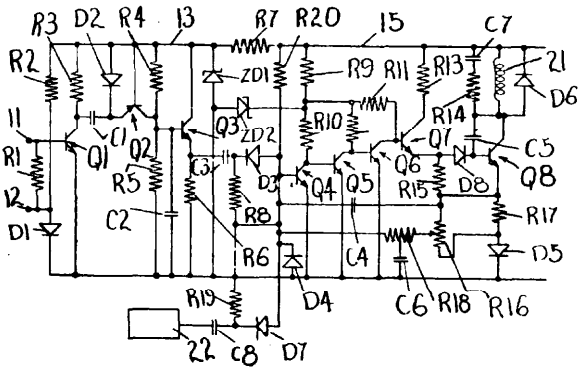 R3 D2 R4 13 R7 R20 15 C7 21
R2 ZD1 R9 R11 R13 D6
11 C1 Q2 Q3 ZD2 R10 R14 C5
R1 Q1 R5 C3 D3 Q4 Q5 Q6 Q7 D8 Q8
12 C2 R8 R15 R17
D1 R6 C4 D5
R19 D4 C6 R18 R16
22 C8 D7